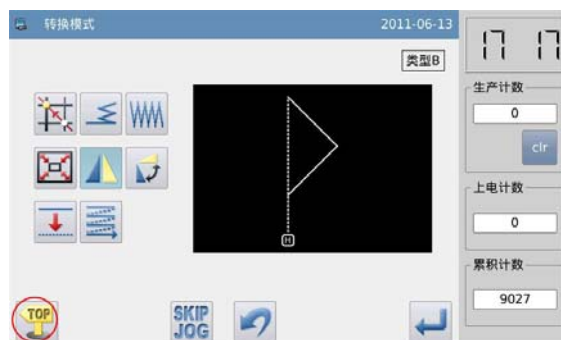 转换模式
2011-06-13
类型B
TOP
SKIP
JOG
H
17 17
生产计数
0
clr
上电计数
0
累积计数
9027